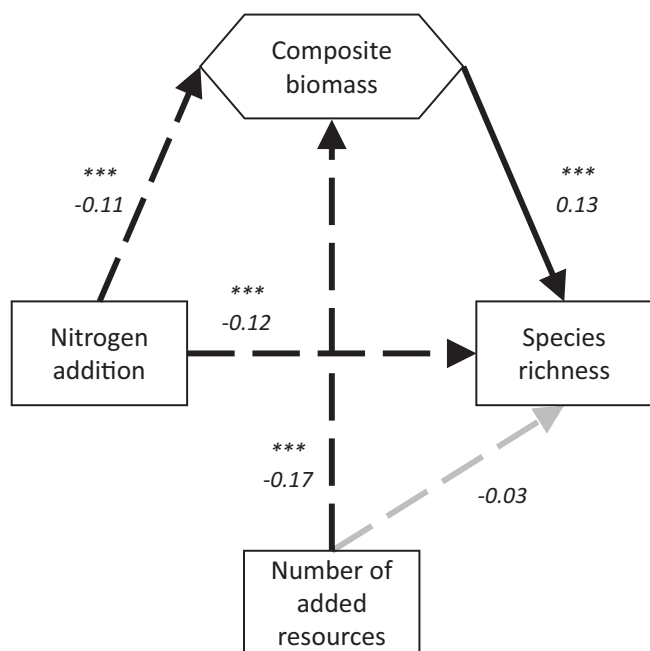 Composite
biomass
***
-0.11
***
0.13
***
-0.12
Nitrogen
addition
Species
richness
***
-0.17
-0.03
Number of
added
resources